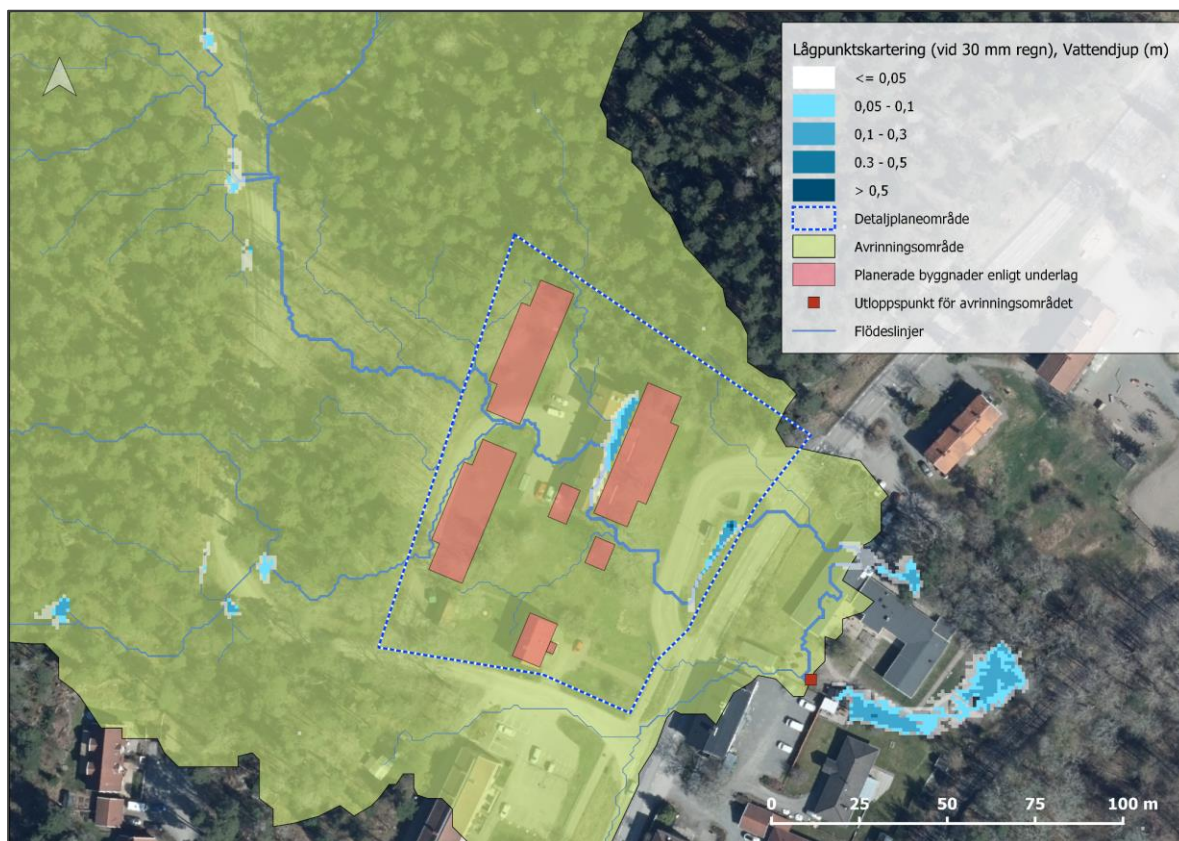 Lågpunktskartering (vid 30 mm regn), Vattendjup (m)
<= 0,05
0,05 - 0,1
0,1 - 0,3
0.3 - 0,5
> 0,5
Detaljplaneområde
Avrinningsområde
Planerade byggnader enligt underlag
Utloppspunkt för avrinningsområdet
Flödeslinjer
0 25 50 75 100 m